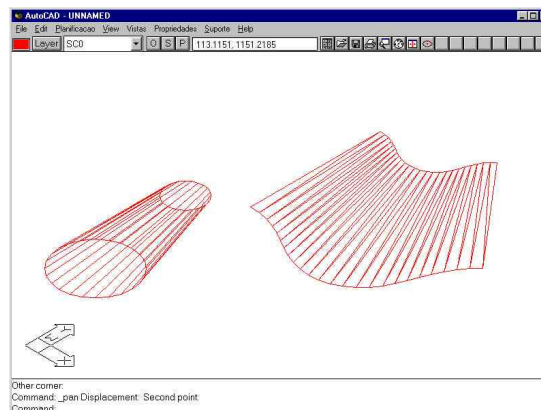 AutoCAD - UNNAMED
File Edit Planificacao View Vistas Propriedades Suporte Help
Layer SC0 O S P 113.1151, 1151.2185
W
Other corner:
Command: _pan Displacement: Second point:
Command: